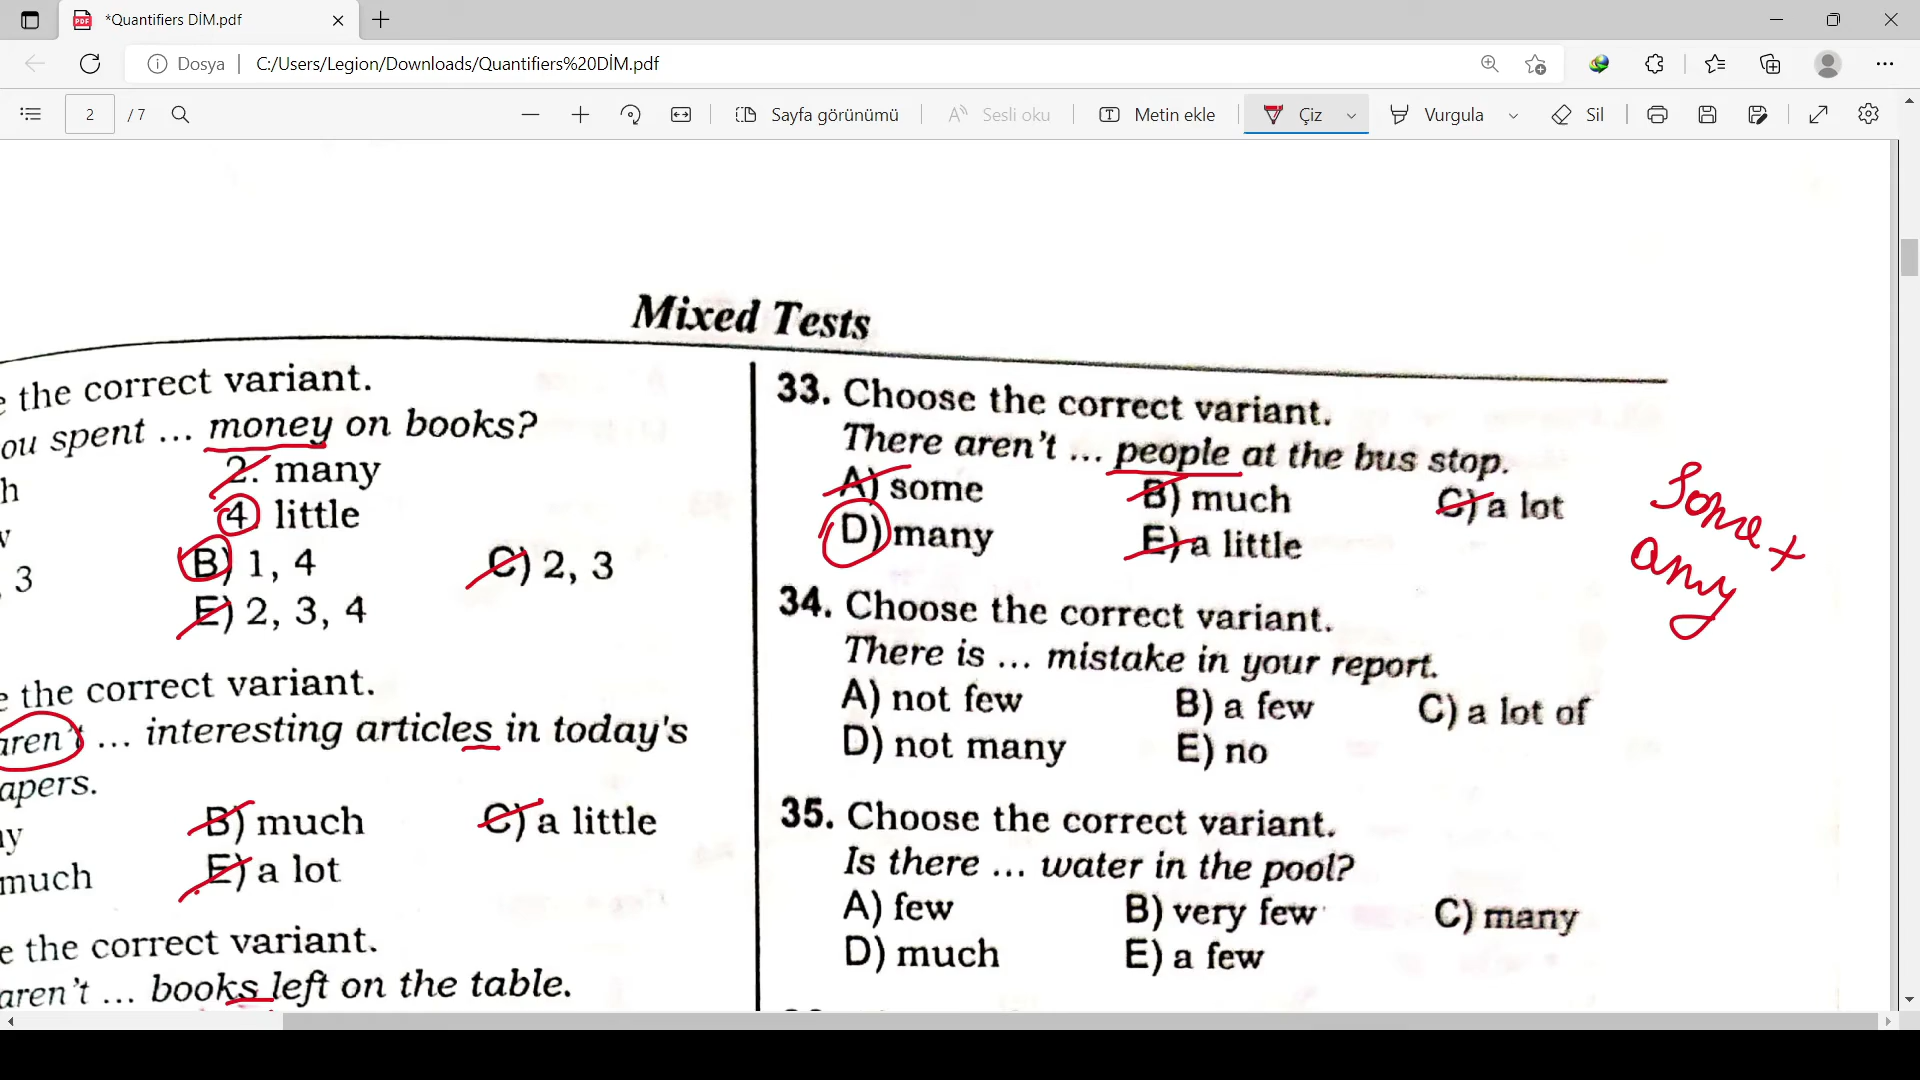 *Quantifiers DİM.pdf
Dosya
C:/Users/Legion/Downloads/Quantifiers%20DİM.pdf
2 / 7
Sayfa görünümü
Sesli oku
Metin ekle
Çiz
Vurgula
Sil
Mixed Tests
e the correct variant.
ou spent ... money on books?
h
2. many
4. little
B) 1, 4
C) 2, 3
, 3
E) 2, 3, 4
e the correct variant.
aren't ... interesting articles in today's
apers.
ny
B) much
C) a little
much
E) a lot
e the correct variant.
aren't ... books left on the table.
33. Choose the correct variant.
There aren't ... people at the bus stop.
A) some
B) much
C) a lot
D) many
E) a little
34. Choose the correct variant.
There is ... mistake in your report.
A) not few
B) a few
C) a lot of
D) not many
E) no
35. Choose the correct variant.
Is there ... water in the pool?
A) few
B) very few
C) many
D) much
E) a few
some +
any